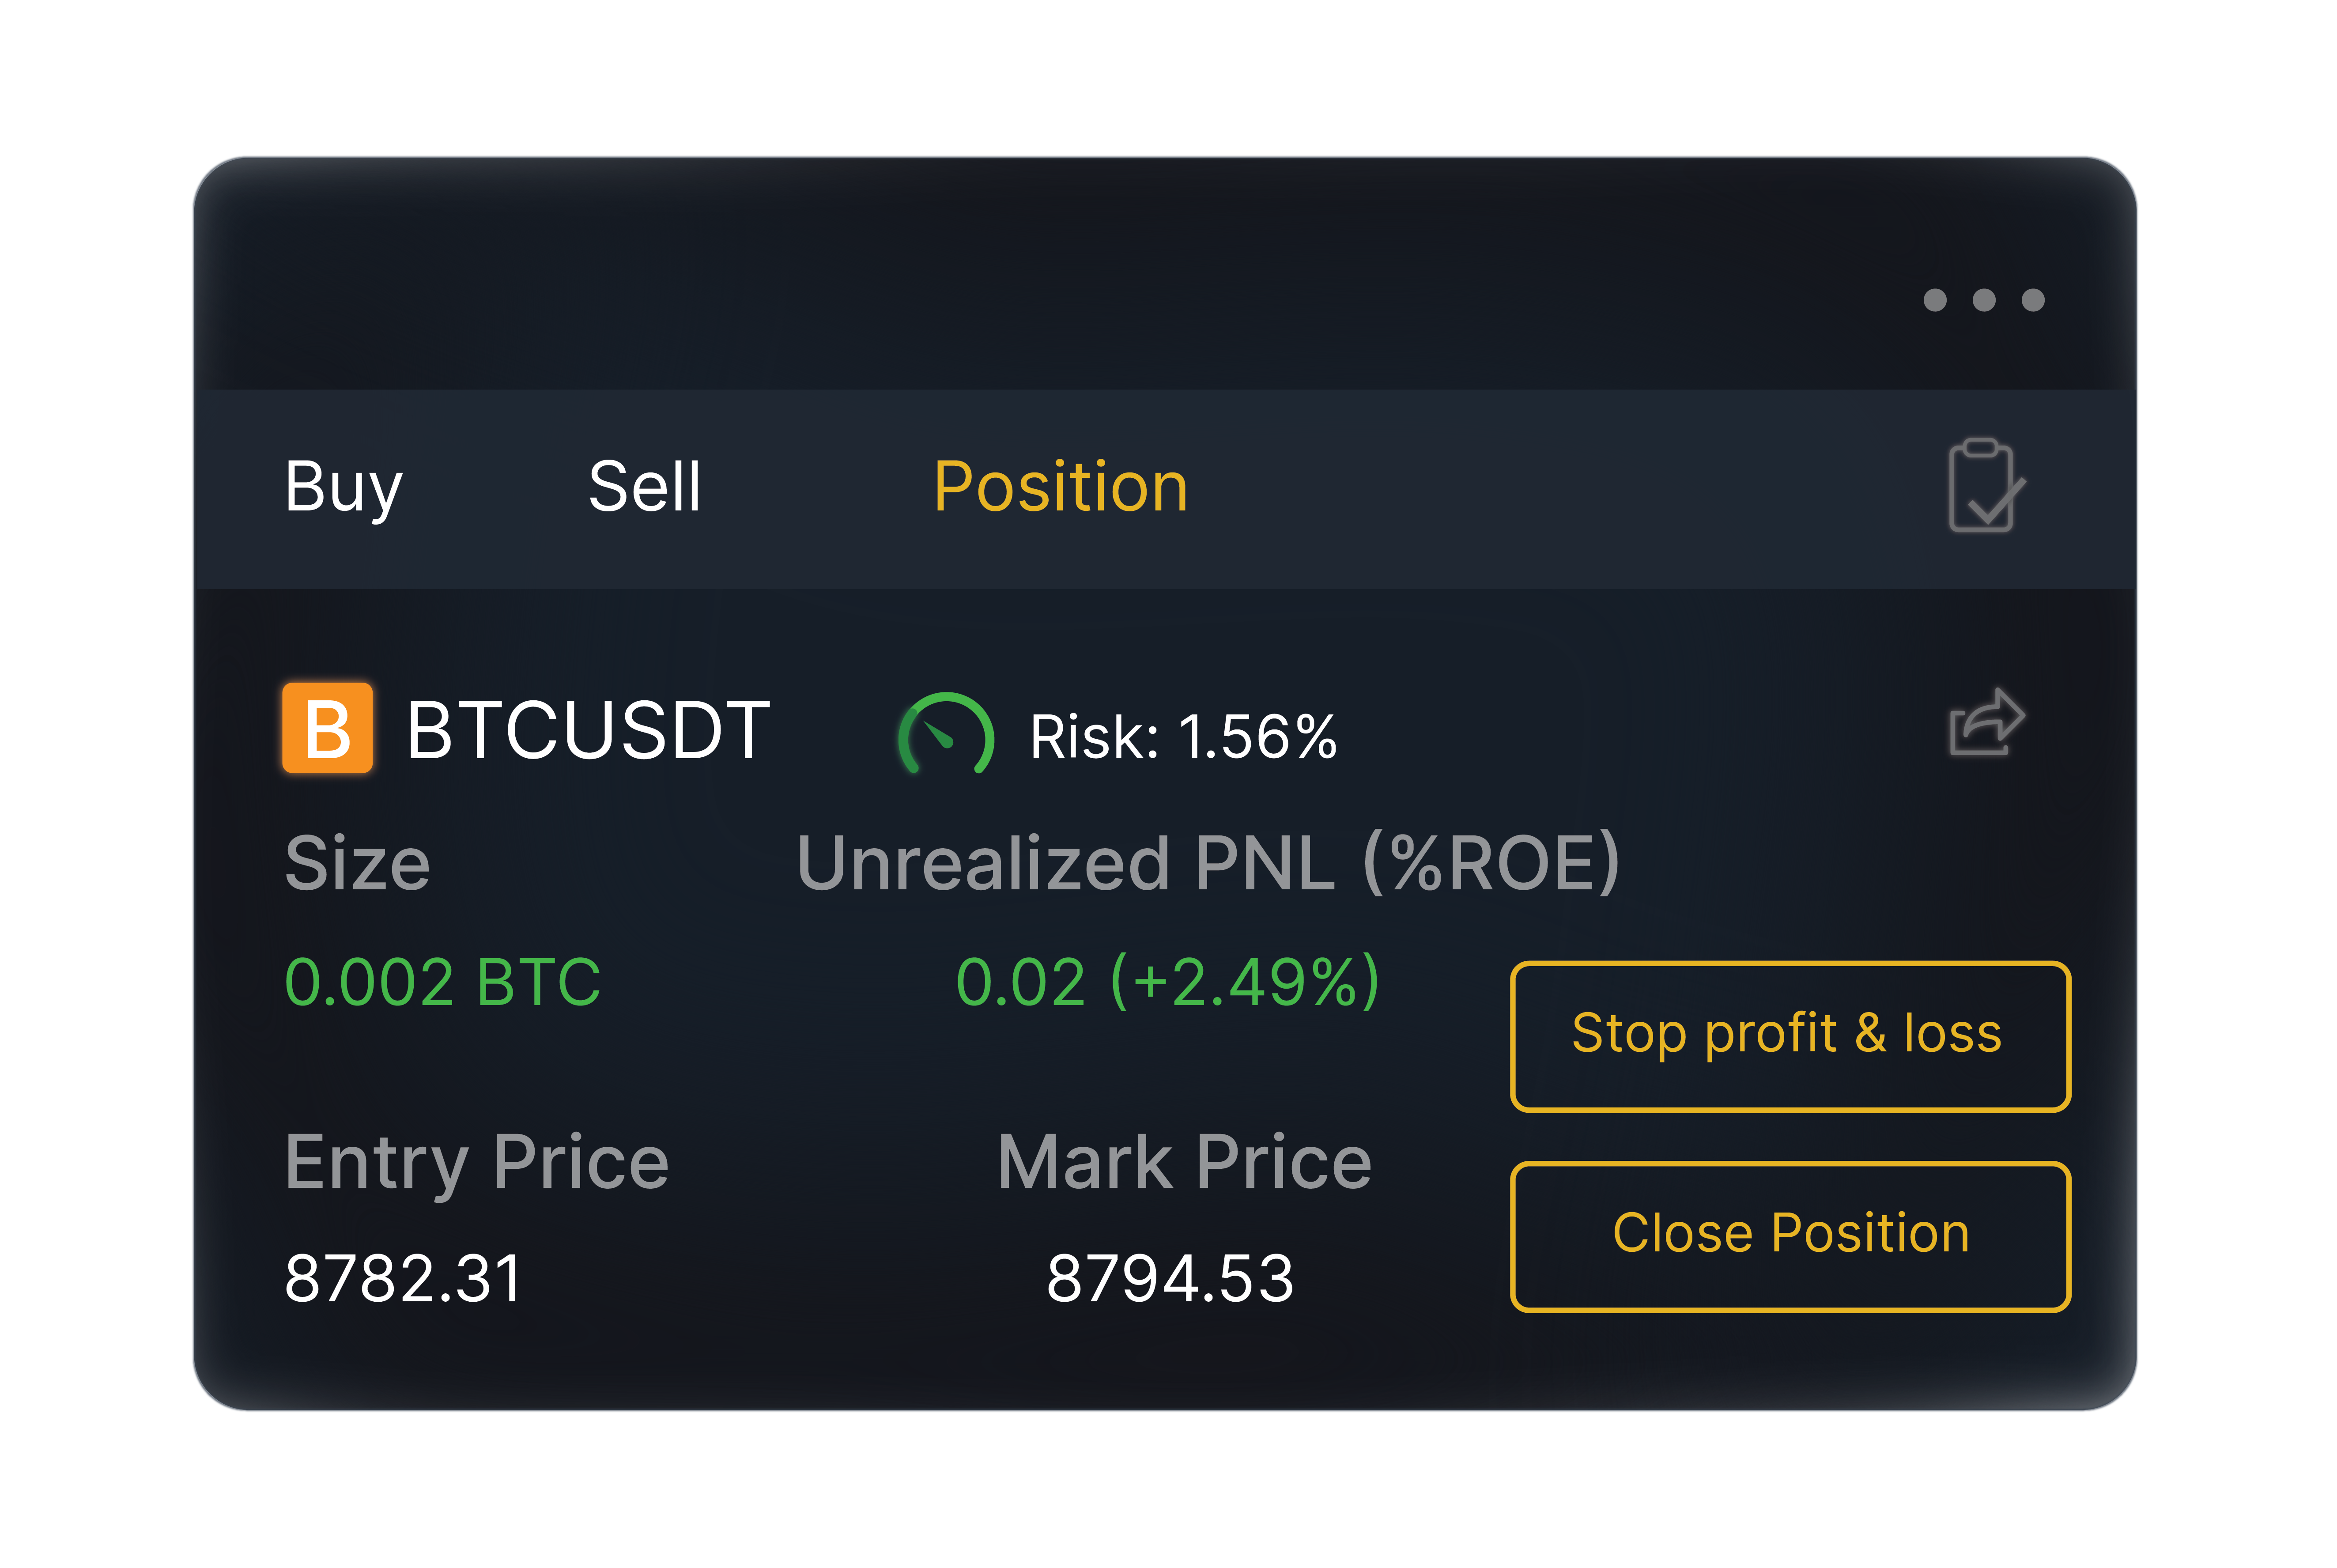 Buy Sell Position
B BTCUSDT Risk: 1.56%
Size Unrealized PNL (%ROE)
0.002 BTC 0.02 (+2.49%)
Stop profit & loss
Entry Price Mark Price
Close Position
8782.31 8794.53